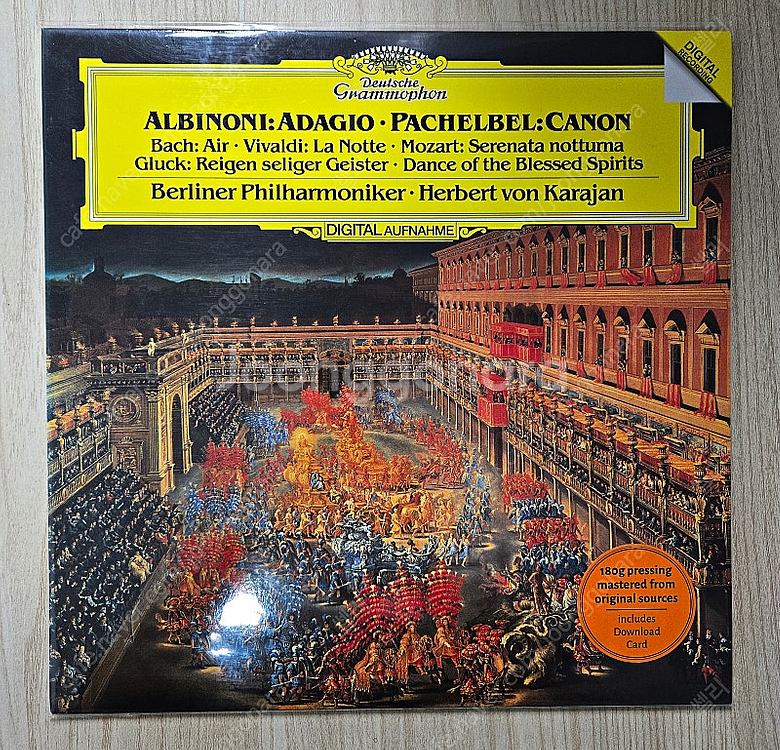 Deutsche
Grammophon
DIGITAL
RECORDING
ALBINONI: ADAGIO · PACHELBEL: CANON
Bach: Air · Vivaldi: La Notte · Mozart: Serenata notturna
Gluck: Reigen seliger Geister · Dance of the Blessed Spirits
Berliner Philharmoniker · Herbert von Karajan
DIGITAL AUFNAHME
Joonggonara
180g pressing
mastered from
original sources
includes
Download
Card